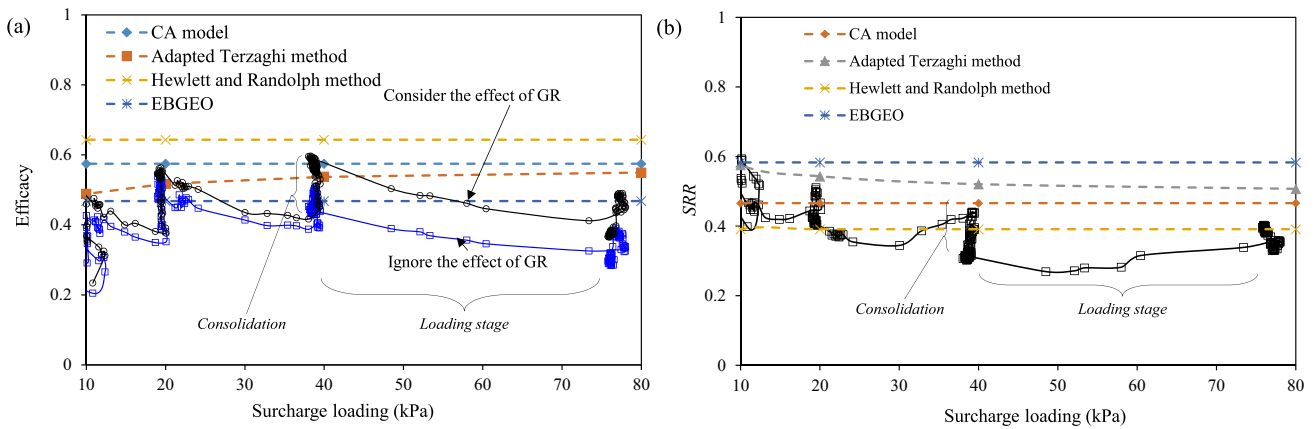 (a)
1
0.8
0.6
0.4
0.2
0
Efficacy
CA model
Adapted Terzaghi method
Hewlett and Randolph method
EBGEO
Consider the effect of GR
Ignore the effect of GR
Consolidation
Loading stage
10 20 30 40 50 60 70 80
Surcharge loading (kPa)
(b)
1
0.8
0.6
0.4
0.2
0
SRR
CA model
Adapted Terzaghi method
Hewlett and Randolph method
EBGEO
Consolidation
Loading stage
10 20 30 40 50 60 70 80
Surcharge loading (kPa)